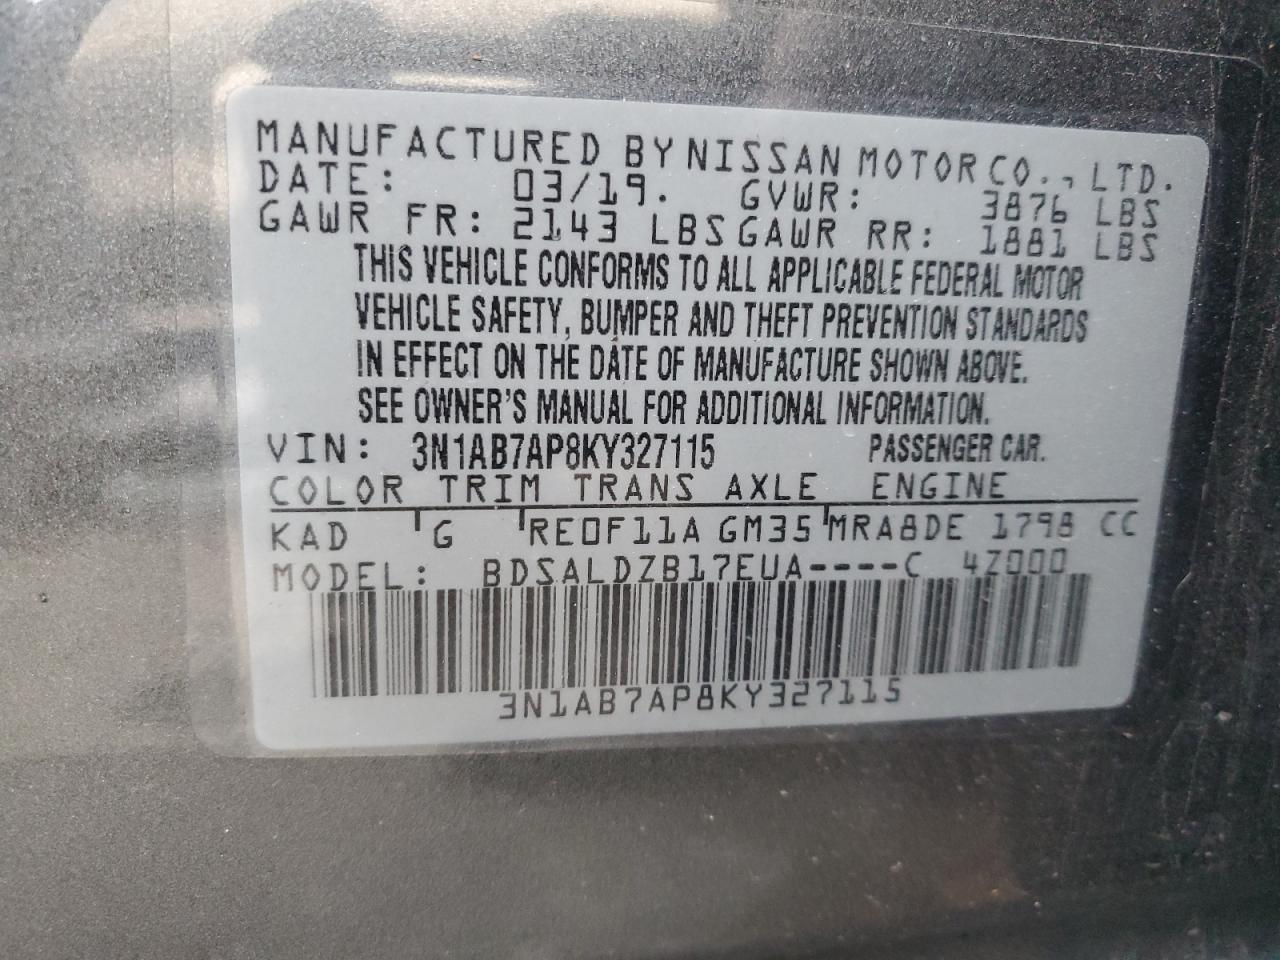 MANUFACTURED BY NISSAN MOTOR CO., LTD.
DATE: 03/19. GVWR: 3876 LBS
GAWR FR: 2143 LBS GAWR RR: 1881 LBS
THIS VEHICLE CONFORMS TO ALL APPLICABLE FEDERAL MOTOR
VEHICLE SAFETY, BUMPER AND THEFT PREVENTION STANDARDS
IN EFFECT ON THE DATE OF MANUFACTURE SHOWN ABOVE.
SEE OWNER'S MANUAL FOR ADDITIONAL INFORMATION.
VIN: 3N1AB7AP8KY327115 PASSENGER CAR.
COLOR TRIM TRANS AXLE ENGINE
KAD G RE0F11A GM35 MRA8DE 1798 CC
MODEL: BDSALDZB17EUA----C 4Z000
3N1AB7AP8KY327115